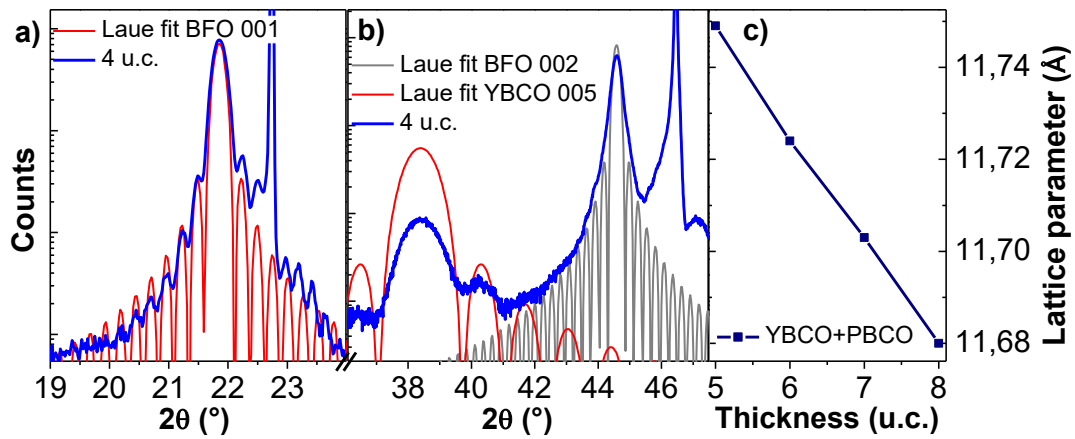 a)
Laue fit BFO 001
4 u.c.
Counts
19 20 21 22 23
2θ (°)
b)
Laue fit BFO 002
Laue fit YBCO 005
4 u.c.
38 40 42 44 46
2θ (°)
c)
YBCO+PBCO
5 6 7 8
Thickness (u.c.)
11,74
11,72
11,70
11,68
Lattice parameter (Å)